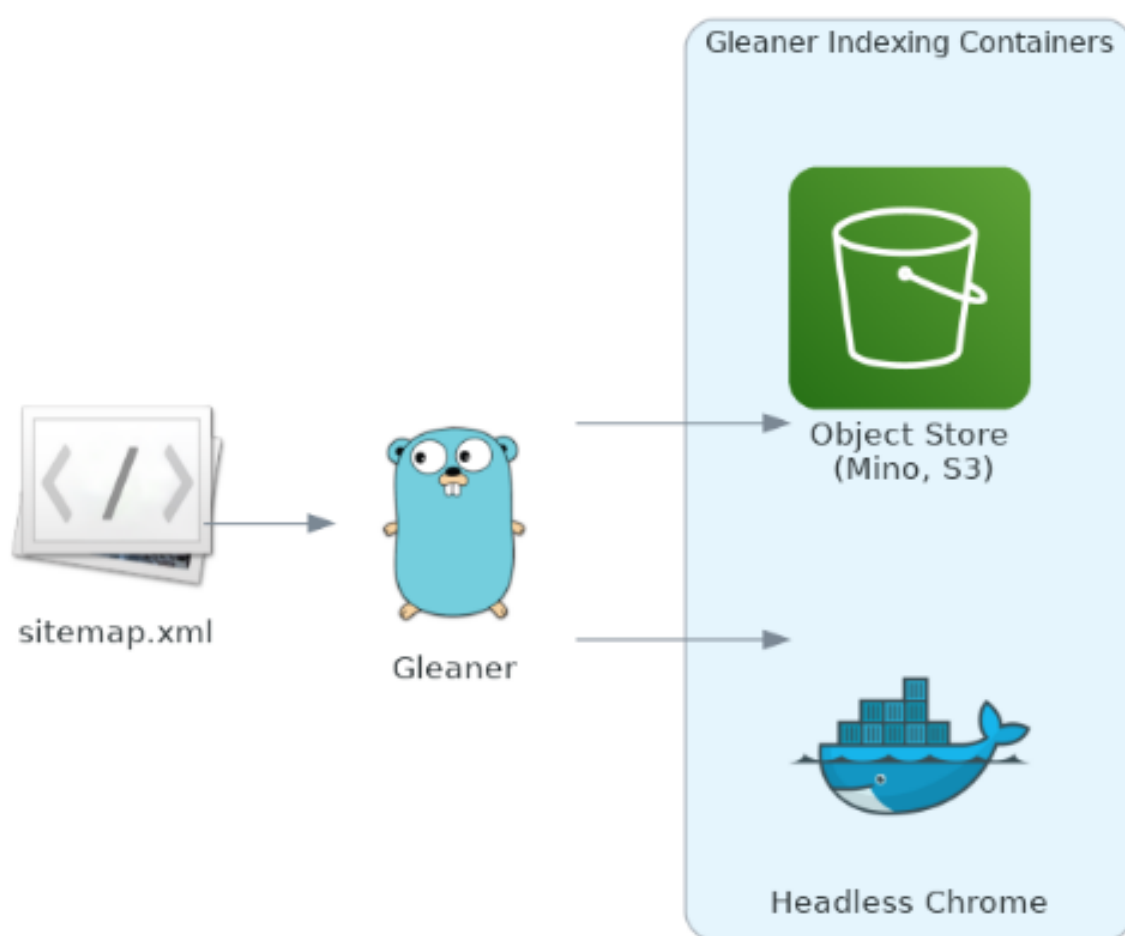 Gleaner Indexing Containers
Object Store
(Mino, S3)
sitemap.xml
Gleaner
Headless Chrome